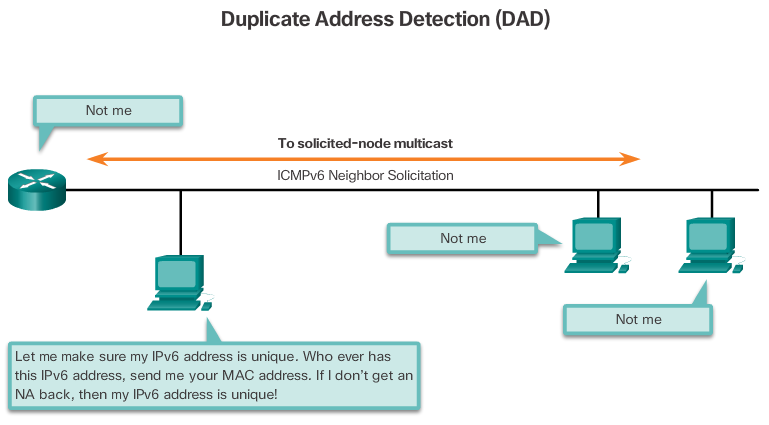 Duplicate Address Detection (DAD)
Not me
To solicited-node multicast
ICMPv6 Neighbor Solicitation
Not me
Not me
Let me make sure my IPv6 address is unique. Who ever has
this IPv6 address, send me your MAC address. If I don't get an
NA back, then my IPv6 address is unique!